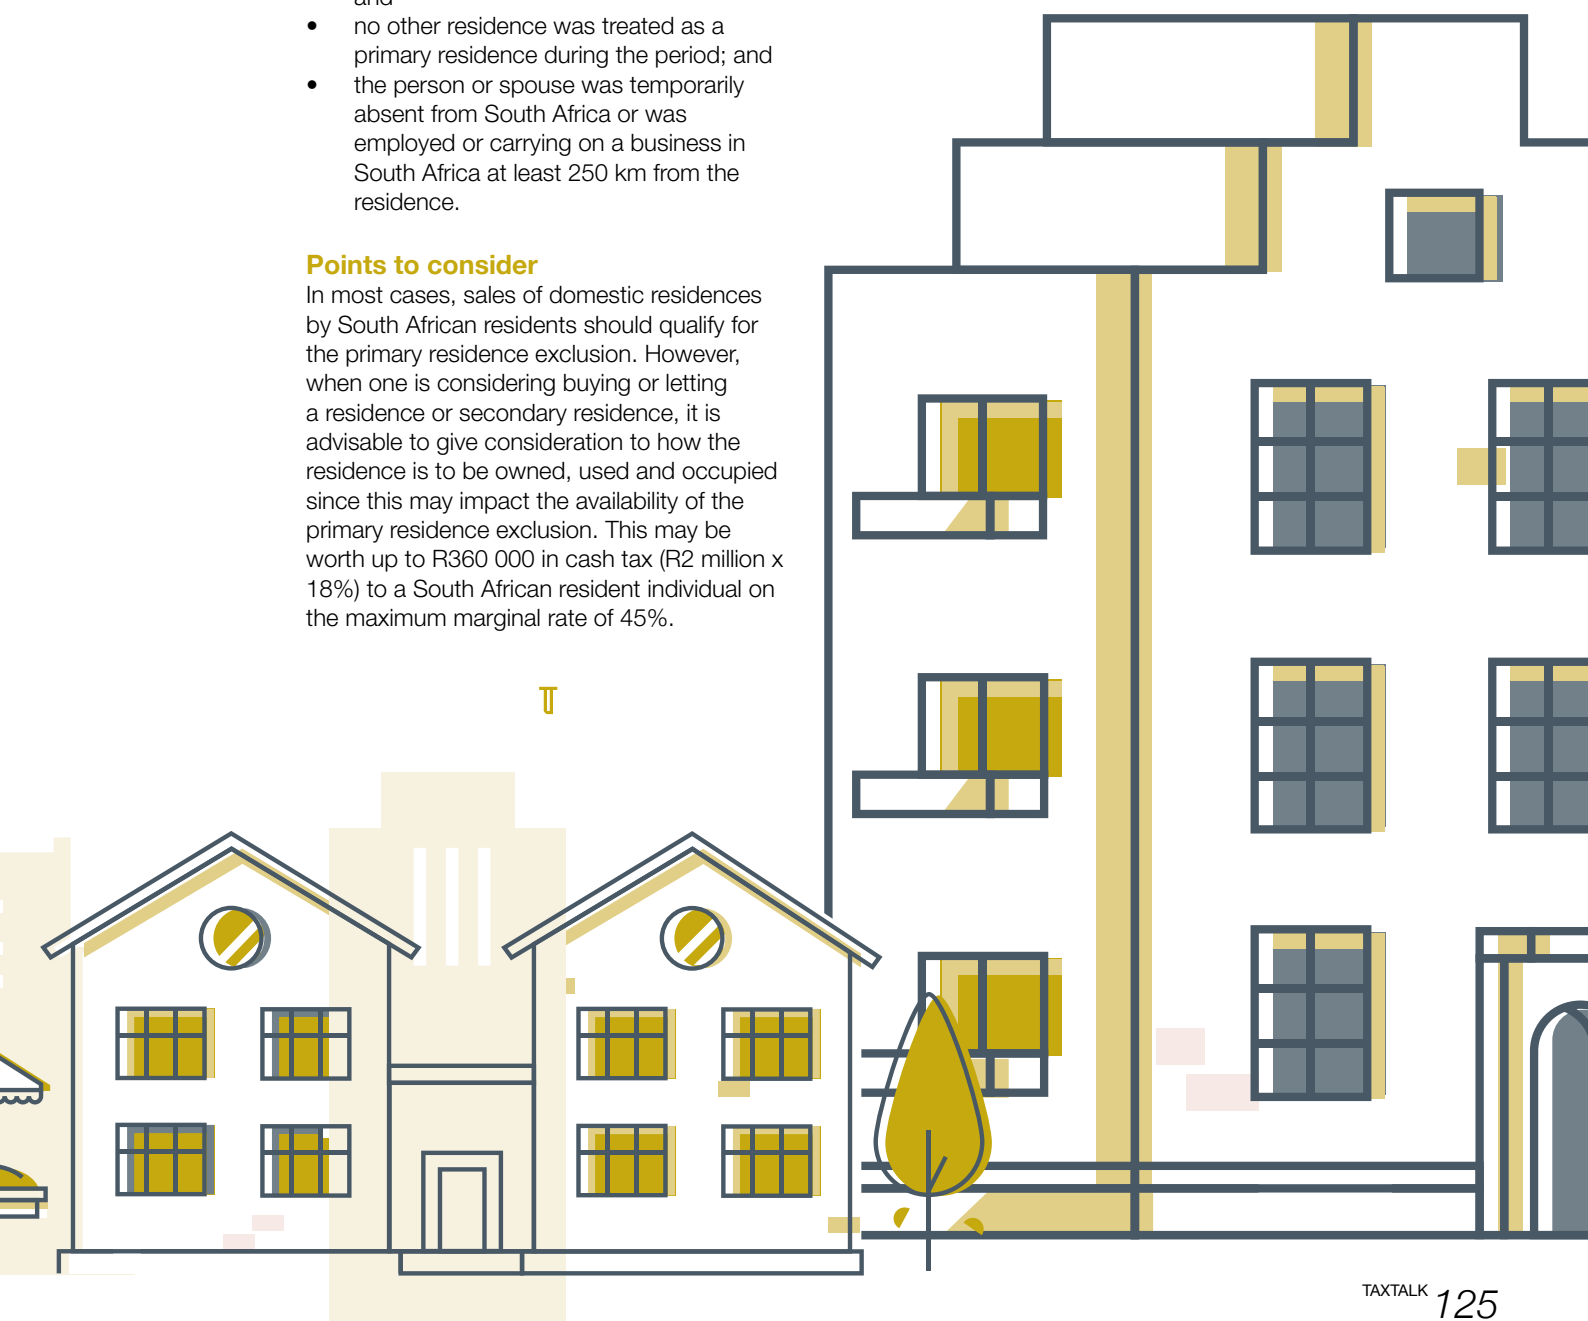 and
• no other residence was treated as a
primary residence during the period; and
• the person or spouse was temporarily
absent from South Africa or was
employed or carrying on a business in
South Africa at least 250 km from the
residence.
Points to consider
In most cases, sales of domestic residences
by South African residents should qualify for
the primary residence exclusion. However,
when one is considering buying or letting
a residence or secondary residence, it is
advisable to give consideration to how the
residence is to be owned, used and occupied
since this may impact the availability of the
primary residence exclusion. This may be
worth up to R360 000 in cash tax (R2 million x
18%) to a South African resident individual on
the maximum marginal rate of 45%.
TAXTALK 125